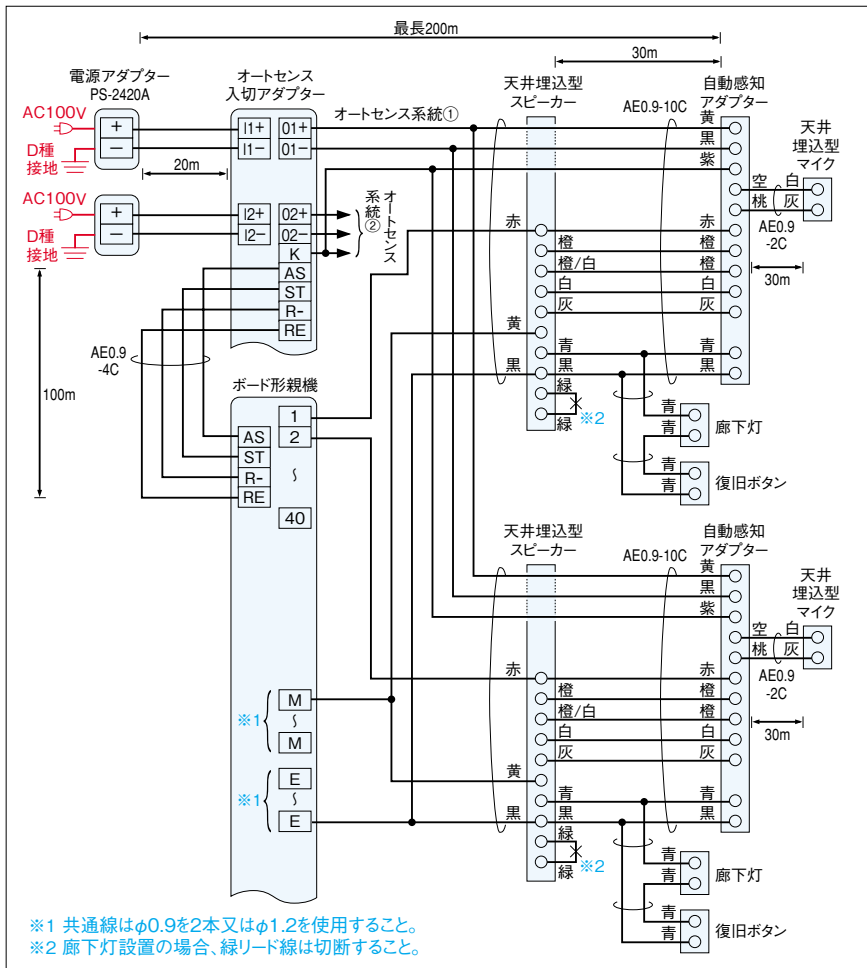 最長200m
30m
電源アダプター
PS-2420A
オートセンス
入切アダプター
天井埋込型
スピーカー
自動感知
アダプター
AE0.9-10C
天井
埋込型
マイク
AC100V
D種
接地
+
−
20m
I1+
I1−
01+
01−
オートセンス系統①
黄
黒
紫
空 白
桃 灰
AE0.9
-2C
30m
AC100V
D種
接地
+
−
I2+
I2−
02+
02−
K
AS
ST
R-
RE
オートセンス
系統②
赤
赤
橙
橙
橙/白
橙
白
白
灰
灰
黄
青
青
黒
黒
黒
緑
緑
※2
青
青
廊下灯
青
青
復旧ボタン
AE0.9
-4C
100m
ボード形親機
AS
ST
R-
RE
1
2
~
40
M
~
M
※1
E
~
E
※1
天井埋込型
スピーカー
自動感知
アダプター
AE0.9-10C
天井
埋込型
マイク
黄
黒
紫
空 白
桃 灰
AE0.9
-2C
30m
赤
赤
橙
橙
橙/白
橙
白
白
灰
灰
黄
青
青
黒
黒
黒
緑
緑
※2
青
青
廊下灯
青
青
復旧ボタン
※1 共通線はφ0.9を2本又はφ1.2を使用すること。
※2 廊下灯設置の場合、緑リード線は切断すること。